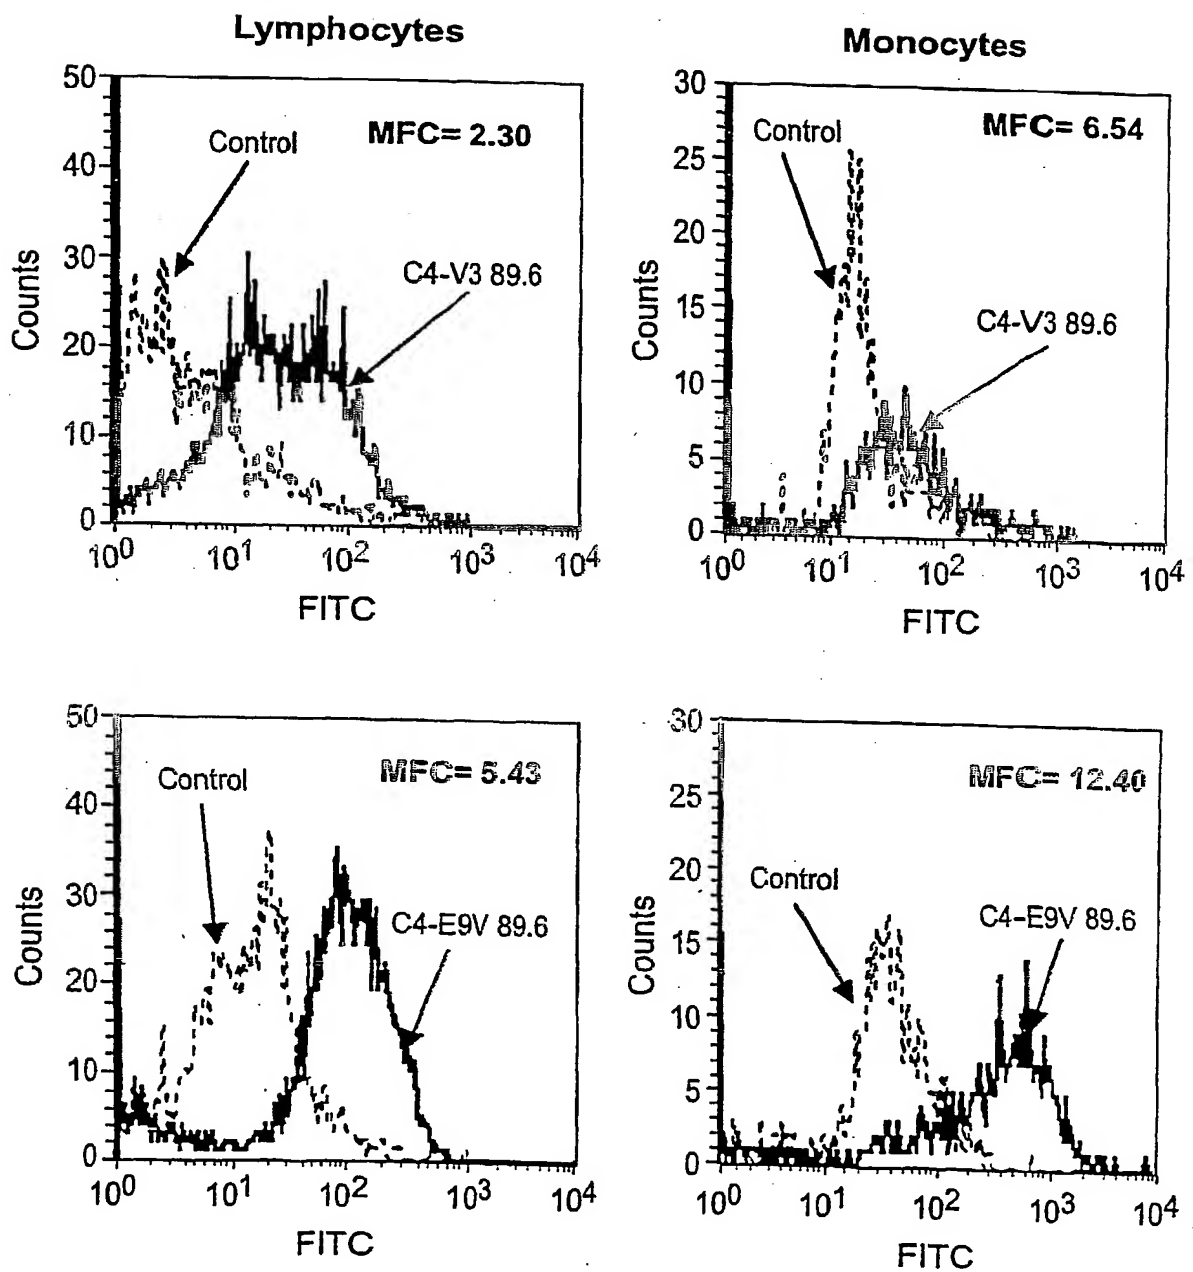 Lymphocytes
Monocytes
50
40
30
20
10
0
Counts
Control
MFC= 2.30
C4-V3 89.6
10⁰ 10¹ 10² 10³ 10⁴
FITC
30
25
20
15
10
5
0
Counts
Control
MFC= 6.54
C4-V3 89.6
10⁰ 10¹ 10² 10³ 10⁴
FITC
50
40
30
20
10
0
Counts
Control
MFC= 5.43
C4-E9V 89.6
10⁰ 10¹ 10² 10³ 10⁴
FITC
30
25
20
15
10
5
0
Counts
MFC= 12.40
Control
C4-E9V 89.6
10⁰ 10¹ 10² 10³ 10⁴
FITC